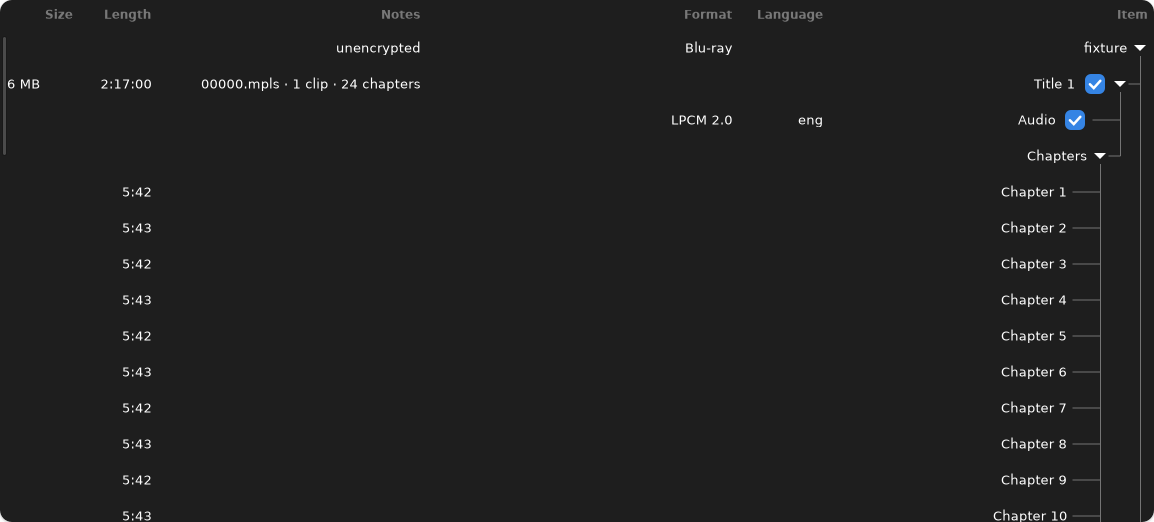 Item Language Format Notes Length Size
fixture Blu-ray unencrypted
Title 1 00000.mpls · 1 clip · 24 chapters 2:17:00 6 MB
Audio eng LPCM 2.0
Chapters
Chapter 1 5:42
Chapter 2 5:43
Chapter 3 5:42
Chapter 4 5:43
Chapter 5 5:42
Chapter 6 5:43
Chapter 7 5:42
Chapter 8 5:43
Chapter 9 5:42
Chapter 10 5:43